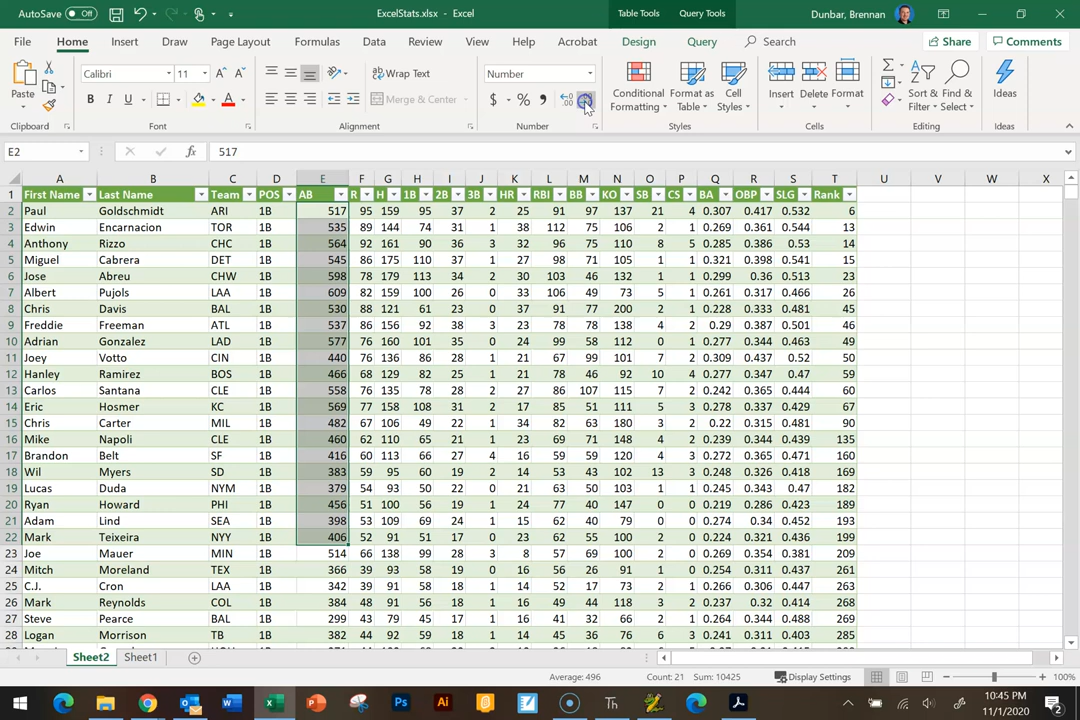 AutoSave Off ExcelStats.xlsx - Excel Table Tools Query Tools Dunbar, Brennan
File Home Insert Draw Page Layout Formulas Data Review View Help Acrobat Design Query Search Share Comments
Calibri 11 Wrap Text Number
Paste B I U Merge & Center $ % Conditional Formatting Format as Table Cell Styles Insert Delete Format Sort & Filter Find & Select Ideas
Clipboard Font Alignment Number Styles Cells Editing Ideas
E2 fx 517
A B C D E F G H I J K L M N O P Q R S T U V W X
1 First Name Last Name Team POS AB R H 1B 2B 3B HR RBI BB KO SB CS BA OBP SLG Rank
2 Paul Goldschmidt ARI 1B 517 95 159 95 37 2 25 91 97 137 21 4 0.307 0.417 0.532 6
3 Edwin Encarnacion TOR 1B 535 89 144 74 31 1 38 112 75 106 2 1 0.269 0.361 0.544 13
4 Anthony Rizzo CHC 1B 564 92 161 90 36 3 32 96 75 110 8 5 0.285 0.386 0.53 14
5 Miguel Cabrera DET 1B 545 86 175 110 37 1 27 98 71 105 1 1 0.321 0.398 0.541 15
6 Jose Abreu CHW 1B 598 78 179 113 34 2 30 103 46 132 1 1 0.299 0.36 0.513 23
7 Albert Pujols LAA 1B 609 82 159 100 26 0 33 106 49 73 5 1 0.261 0.317 0.466 26
8 Chris Davis BAL 1B 530 88 121 61 23 0 37 91 77 200 2 1 0.228 0.333 0.481 45
9 Freddie Freeman ATL 1B 537 86 156 92 38 3 23 78 78 138 4 2 0.29 0.387 0.501 46
10 Adrian Gonzalez LAD 1B 577 76 160 101 35 0 24 99 58 112 0 1 0.277 0.344 0.463 49
11 Joey Votto CIN 1B 440 76 136 86 28 1 21 67 99 101 7 2 0.309 0.437 0.52 50
12 Hanley Ramirez BOS 1B 466 68 129 82 25 1 21 78 46 92 10 4 0.277 0.347 0.47 59
13 Carlos Santana CLE 1B 558 76 135 78 28 2 27 86 107 115 7 2 0.242 0.365 0.444 60
14 Eric Hosmer KC 1B 569 77 158 108 31 2 17 85 51 111 5 3 0.278 0.337 0.429 67
15 Chris Carter MIL 1B 482 67 106 49 22 1 34 82 63 180 3 2 0.22 0.315 0.481 90
16 Mike Napoli CLE 1B 460 62 110 65 21 1 23 69 71 148 4 2 0.239 0.344 0.439 135
17 Brandon Belt SF 1B 416 60 113 66 27 4 16 59 59 120 4 3 0.272 0.356 0.471 160
18 Wil Myers SD 1B 383 59 95 60 19 2 14 53 43 102 13 3 0.248 0.326 0.418 169
19 Lucas Duda NYM 1B 379 54 93 50 22 0 21 63 50 103 1 1 0.245 0.344 0.47 182
20 Ryan Howard PHI 1B 456 51 100 56 19 1 24 77 40 147 0 0 0.219 0.286 0.423 189
21 Adam Lind SEA 1B 398 53 109 69 24 1 15 62 40 79 0 0 0.274 0.34 0.452 193
22 Mark Teixeira NYY 1B 406 52 91 51 17 0 23 62 55 100 2 0 0.224 0.321 0.436 199
23 Joe Mauer MIN 1B 514 66 138 99 28 3 8 57 69 100 2 0 0.269 0.354 0.381 209
24 Mitch Moreland TEX 1B 366 39 93 58 19 0 16 56 26 91 1 0 0.254 0.311 0.437 261
25 C.J. Cron LAA 1B 342 39 91 58 18 1 14 52 17 73 2 1 0.266 0.306 0.447 263
26 Mark Reynolds COL 1B 384 48 91 56 18 1 16 49 44 118 3 2 0.237 0.32 0.414 268
27 Steve Pearce BAL 1B 299 43 79 45 17 1 16 41 32 66 2 1 0.264 0.344 0.488 269
28 Logan Morrison TB 1B 382 44 92 59 18 1 14 45 36 76 6 3 0.241 0.311 0.403 285
Sheet2 Sheet1
Average: 496 Count: 21 Sum: 10425 Display Settings 100%
10:45 PM
11/1/2020